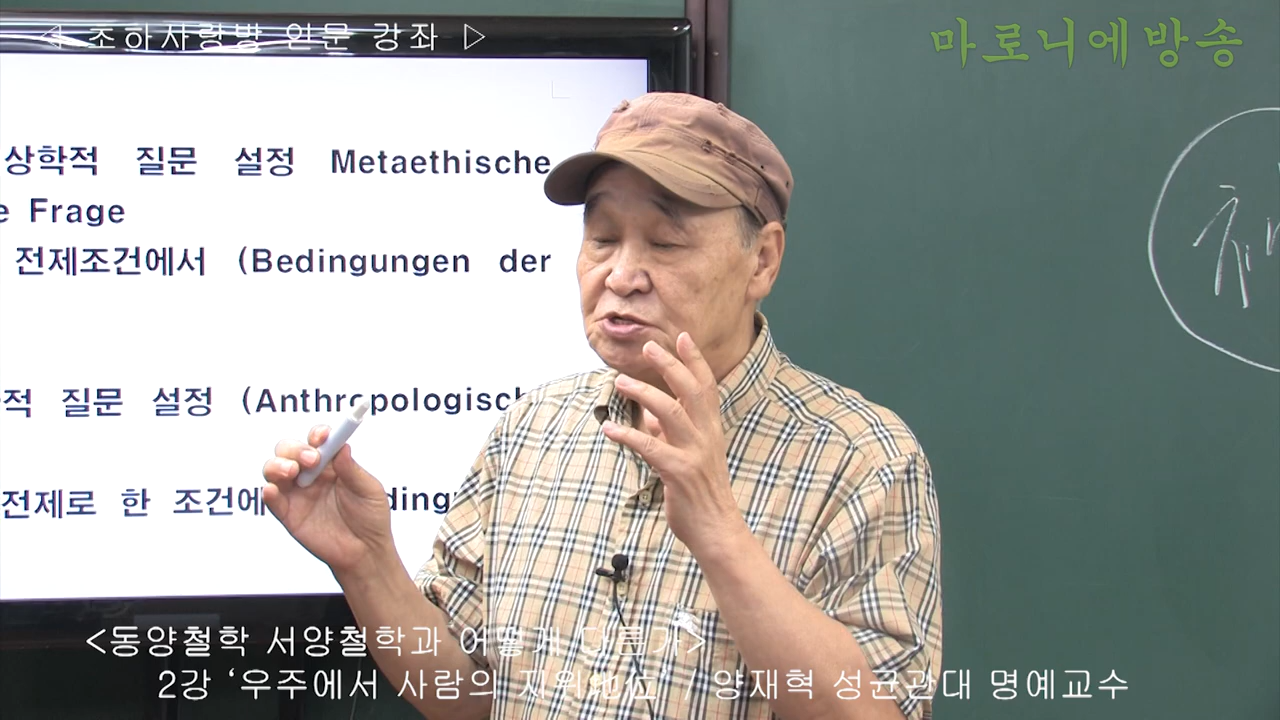 ◁ 초하사랑방 인문 강좌 ▷
마로니에방송
상학적 질문 설정 Metaethische
e Frage
전제조건에서 (Bedingungen der
적 질문 설정 (Anthropologische
전제로 한 조건에
<동양철학 서양철학과 어떻게 다른가>
2강 ‘우주에서 사람의 지위地位’ / 양재혁 성균관대 명예교수